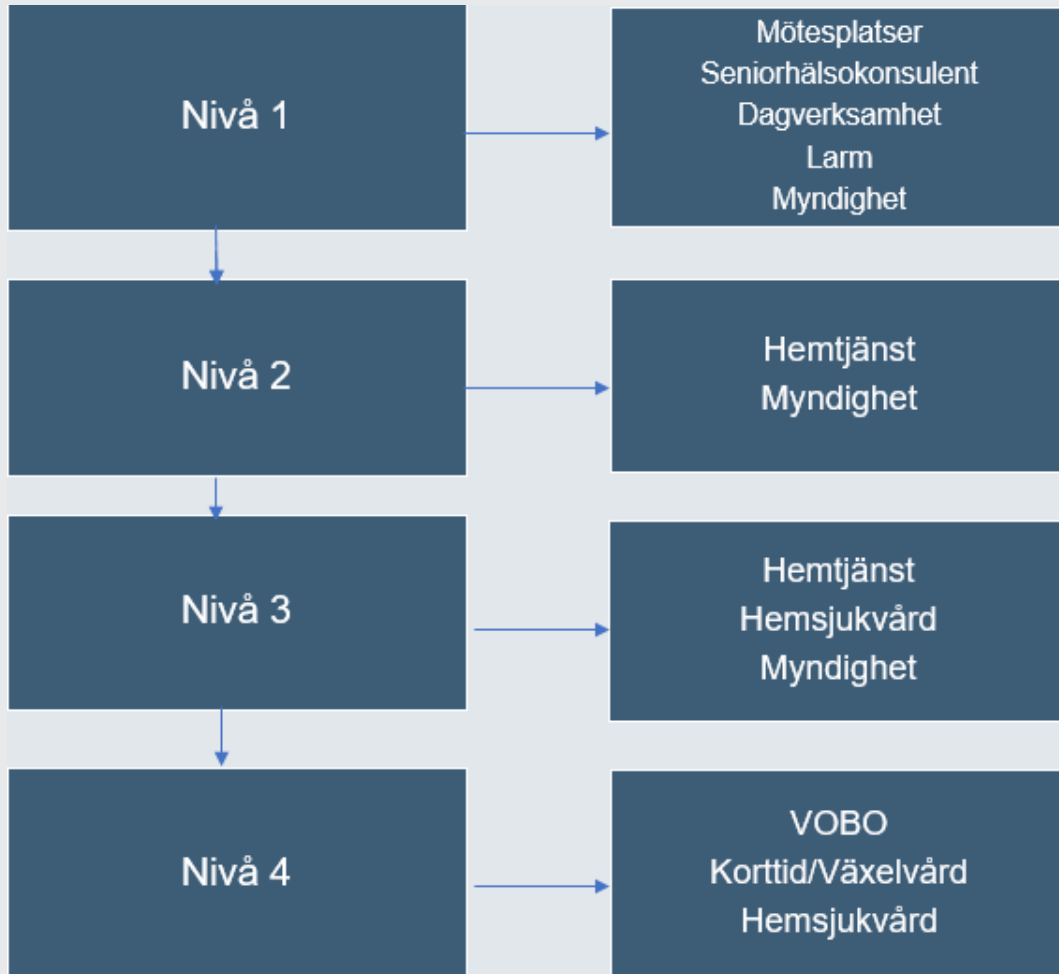 Nivå 1
Mötesplatser
Seniorhälsokonsulent
Dagverksamhet
Larm
Myndighet
Nivå 2
Hemtjänst
Myndighet
Nivå 3
Hemtjänst
Hemsjukvård
Myndighet
Nivå 4
VOBO
Korttid/Växelvård
Hemsjukvård